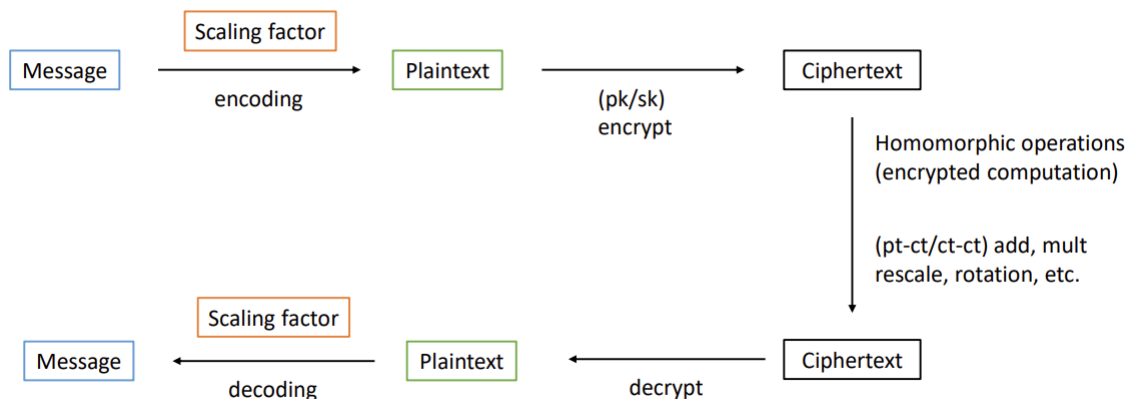 Scaling factor
Message
Plaintext
Ciphertext
encoding
(pk/sk)
encrypt
Homomorphic operations
(encrypted computation)
(pt-ct/ct-ct) add, mult
rescale, rotation, etc.
Scaling factor
Message
Plaintext
Ciphertext
decoding
decrypt